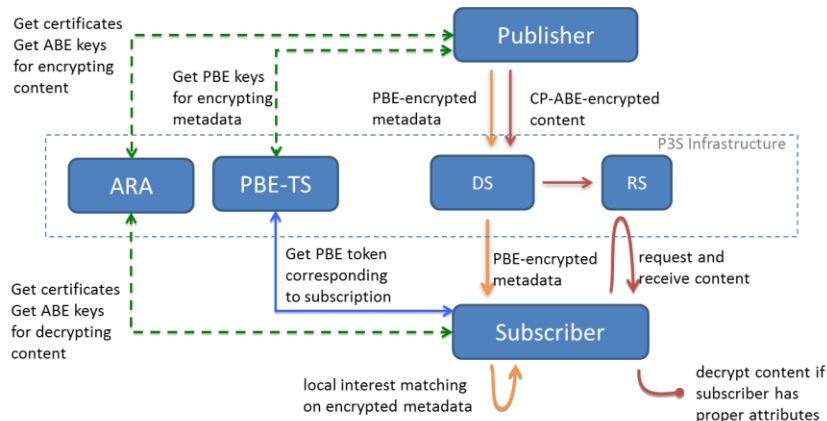 Get certificates
Get ABE keys
for encrypting
content
Publisher
Get PBE keys
for encrypting
metadata
PBE-encrypted
metadata
CP-ABE-encrypted
content
P3S Infrastructure
ARA
PBE-TS
DS
RS
Get PBE token
corresponding
to subscription
PBE-encrypted
metadata
request and
receive content
Get certificates
Get ABE keys
for decrypting
content
Subscriber
local interest matching
on encrypted metadata
decrypt content if
subscriber has
proper attributes